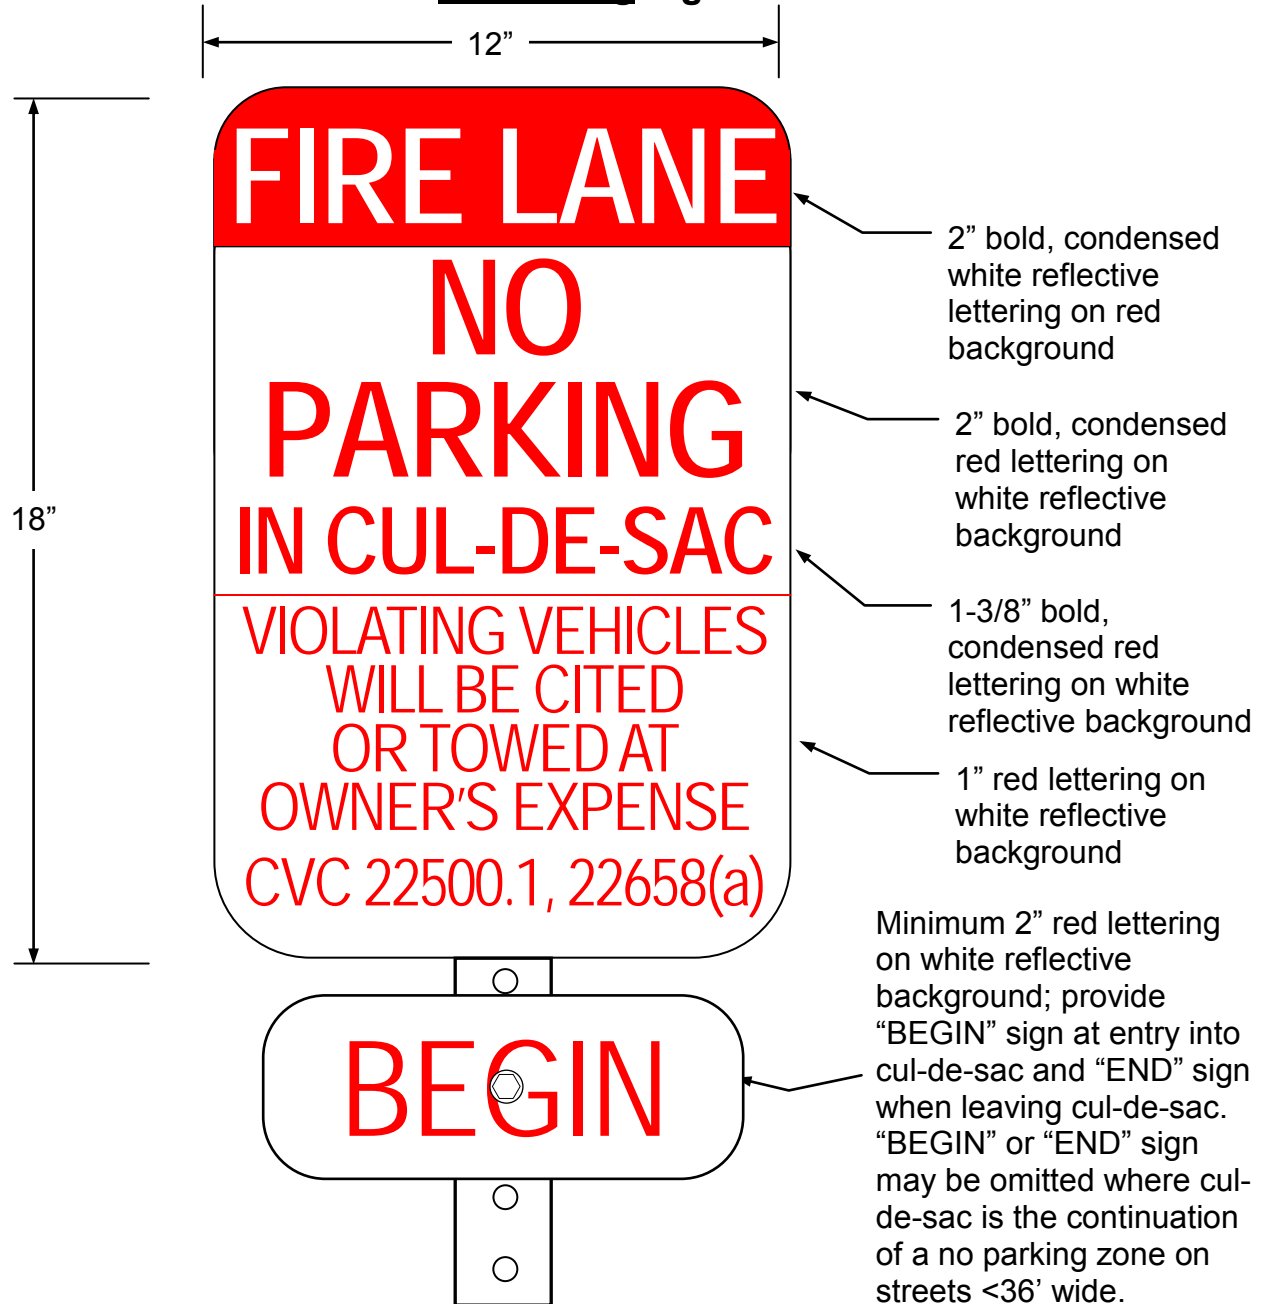 12”
18”
FIRE LANE
NO
PARKING
IN CUL-DE-SAC
VIOLATING VEHICLES
WILL BE CITED
OR TOWED AT
OWNER'S EXPENSE
CVC 22500.1, 22658(a)
BEGIN
2” bold, condensed
white reflective
lettering on red
background
2” bold, condensed
red lettering on
white reflective
background
1-3/8” bold,
condensed red
lettering on white
reflective background
1” red lettering on
white reflective
background
Minimum 2” red lettering
on white reflective
background; provide
“BEGIN” sign at entry into
cul-de-sac and “END” sign
when leaving cul-de-sac.
“BEGIN” or “END” sign
may be omitted where cul-
de-sac is the continuation
of a no parking zone on
streets <36’ wide.